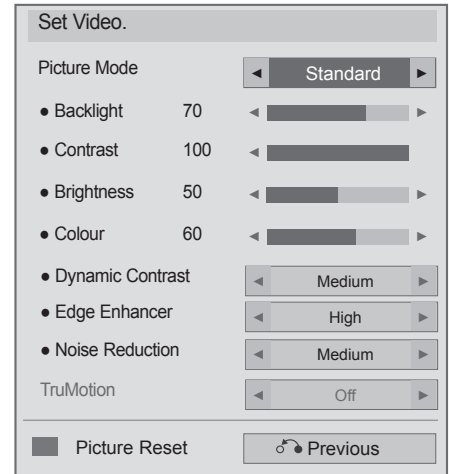 Set Video.
Picture Mode ◄ Standard ►
● Backlight 70 ◄ ►
● Contrast 100 ◄
● Brightness 50 ◄ ►
● Colour 60 ◄ ►
● Dynamic Contrast ◄ Medium ►
● Edge Enhancer ◄ High ►
● Noise Reduction ◄ Medium ►
TruMotion ◄ Off ►
Picture Reset Previous